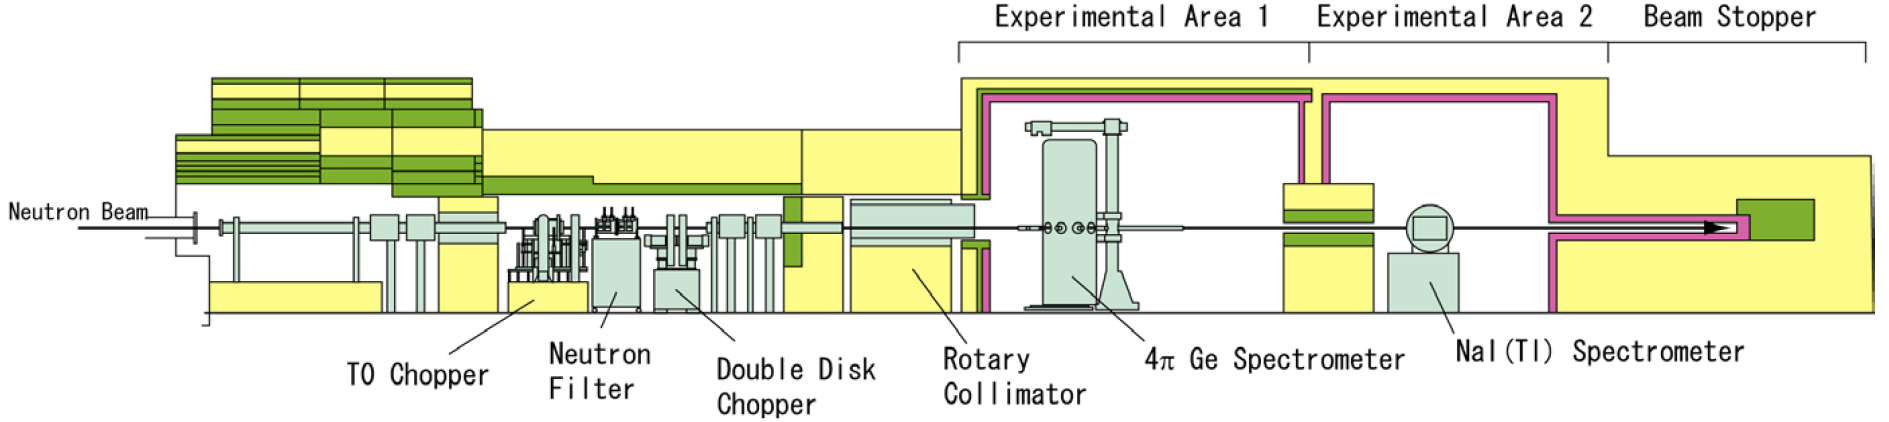 Experimental Area 1
Experimental Area 2
Beam Stopper
Neutron Beam
T0 Chopper
Neutron
Filter
Double Disk
Chopper
Rotary
Collimator
4π Ge Spectrometer
NaI(Tl) Spectrometer